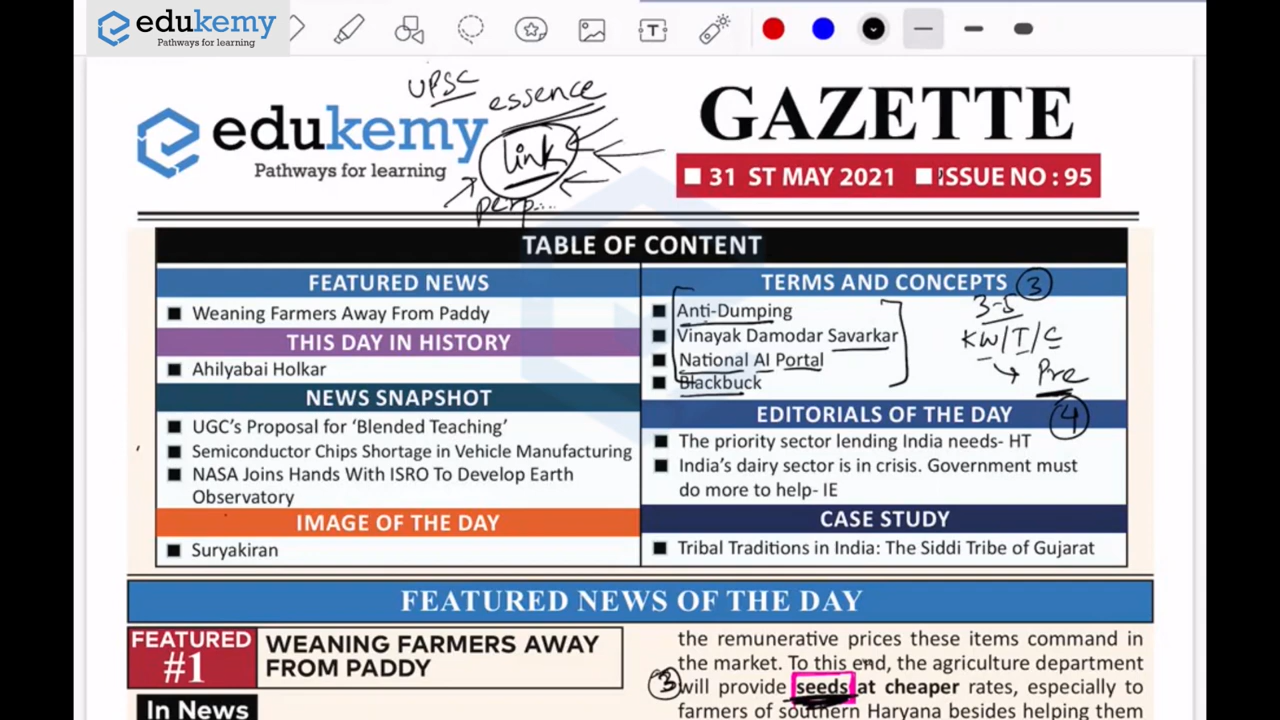 edukemy
Pathways for learning
UPSC
essence
link
perp...
edukemy
Pathways for learning
GAZETTE
31 ST MAY 2021 ISSUE NO : 95
TABLE OF CONTENT
FEATURED NEWS
Weaning Farmers Away From Paddy
THIS DAY IN HISTORY
Ahilyabai Holkar
NEWS SNAPSHOT
UGC's Proposal for 'Blended Teaching'
Semiconductor Chips Shortage in Vehicle Manufacturing
NASA Joins Hands With ISRO To Develop Earth
Observatory
IMAGE OF THE DAY
Suryakiran
TERMS AND CONCEPTS 3
Anti-Dumping
Vinayak Damodar Savarkar
National AI Portal
Blackbuck
3-5
KW/T/C
Pre
EDITORIALS OF THE DAY 4
The priority sector lending India needs- HT
India's dairy sector is in crisis. Government must
do more to help- IE
CASE STUDY
Tribal Traditions in India: The Siddi Tribe of Gujarat
FEATURED NEWS OF THE DAY
FEATURED
#1
WEANING FARMERS AWAY
FROM PADDY
In News
the remunerative prices these items command in
the market. To this end, the agriculture department
3 will provide seeds at cheaper rates, especially to
farmers of southern Haryana besides helping them